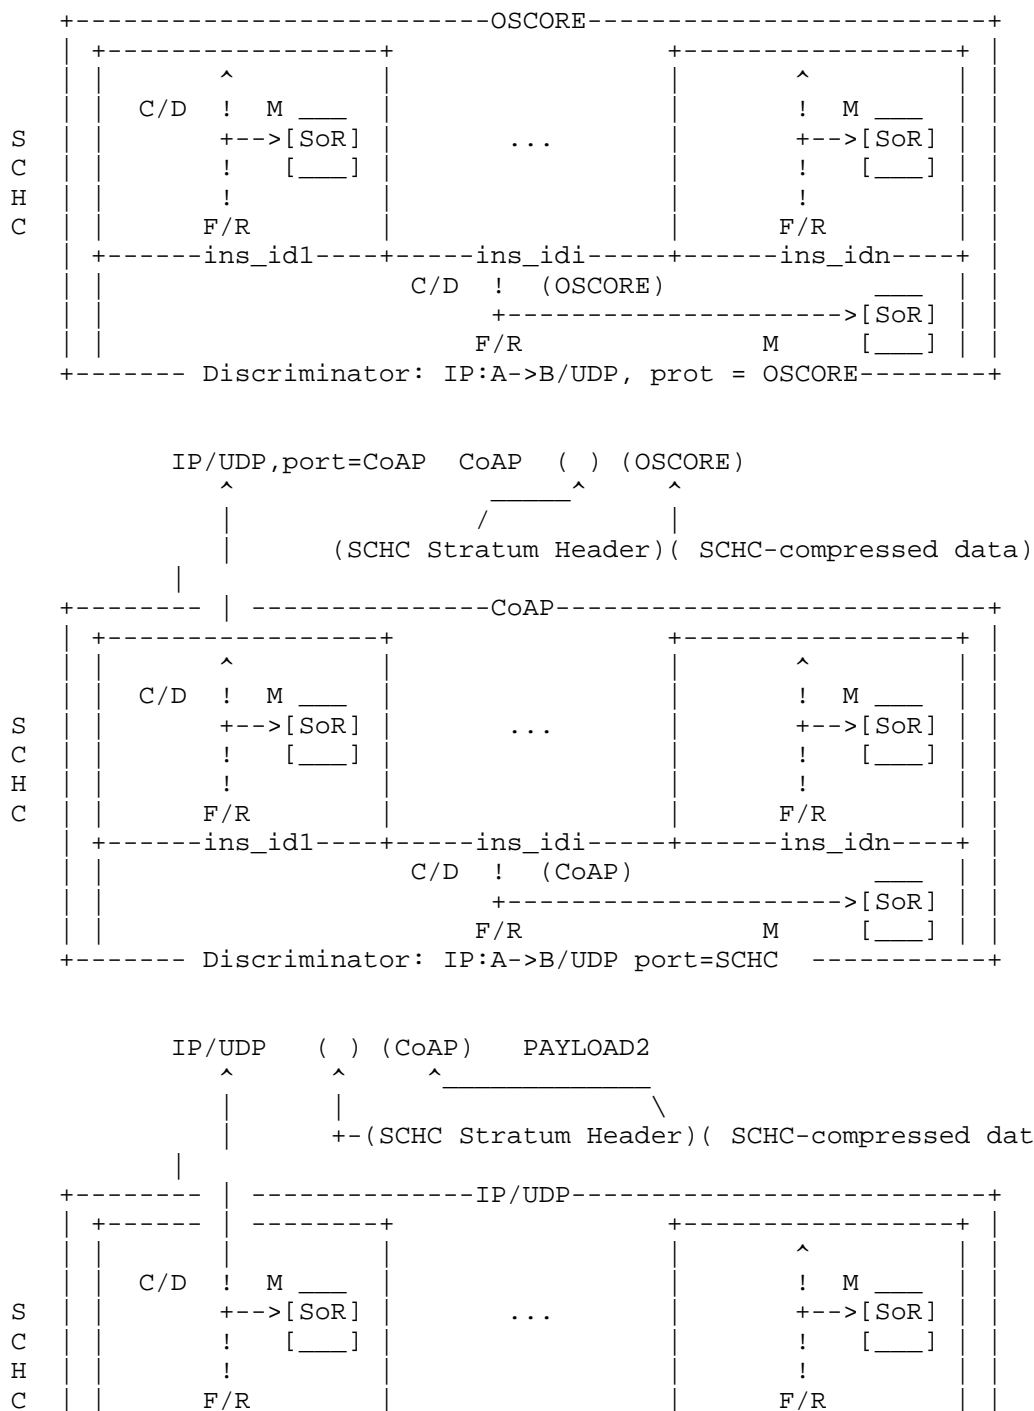 +--------------------------OSCORE-------------------------+
| +-----------------+                 +-----------------+ |
| |       ^         |                 |       ^         | |
| |  C/D  !  M ___  |                 |       !  M ___  | |
S | |       +-->[SoR] |       ...       |       +-->[SoR] | |
C | |       !   [___] |                 |       !   [___] | |
H | |       !         |                 |       !         | |
C | |      F/R        |                 |      F/R        | |
| +------ins_id1----+-----ins_idi-----+------ins_idn----+ |
| |                   C/D  !  (OSCORE)             ___  | |
| |                        +--------------------->[SoR] | |
| |                       F/R               M     [___] | |
+------- Discriminator: IP:A->B/UDP, prot = OSCORE--------+
IP/UDP,port=CoAP  CoAP  ( ) (OSCORE)
^                _____^     ^
|               /           |
|      (SCHC Stratum Header)( SCHC-compressed data)
|
+-------- | ---------------CoAP---------------------------+
| +-----------------+                 +-----------------+ |
| |       ^         |                 |       ^         | |
| |  C/D  !  M ___  |                 |       !  M ___  | |
S | |       +-->[SoR] |       ...       |       +-->[SoR] | |
C | |       !   [___] |                 |       !   [___] | |
H | |       !         |                 |       !         | |
C | |      F/R        |                 |      F/R        | |
| +------ins_id1----+-----ins_idi-----+------ins_idn----+ |
| |                   C/D  !  (CoAP)               ___  | |
| |                        +--------------------->[SoR] | |
| |                       F/R               M     [___] | |
+------- Discriminator: IP:A->B/UDP port=SCHC  -----------+
IP/UDP   ( ) (CoAP)   PAYLOAD2
^      ^     ^_____________
|      |                   \
|      +-(SCHC Stratum Header)( SCHC-compressed dat
|
+-------- | --------------IP/UDP--------------------------+
| +------ | --------+                 +-----------------+ |
| |       |         |                 |       ^         | |
| |  C/D  !  M ___  |                 |       !  M ___  | |
S | |       +-->[SoR] |       ...       |       +-->[SoR] | |
C | |       !   [___] |                 |       !   [___] | |
H | |       !         |                 |       !         | |
C | |      F/R        |                 |      F/R        | |